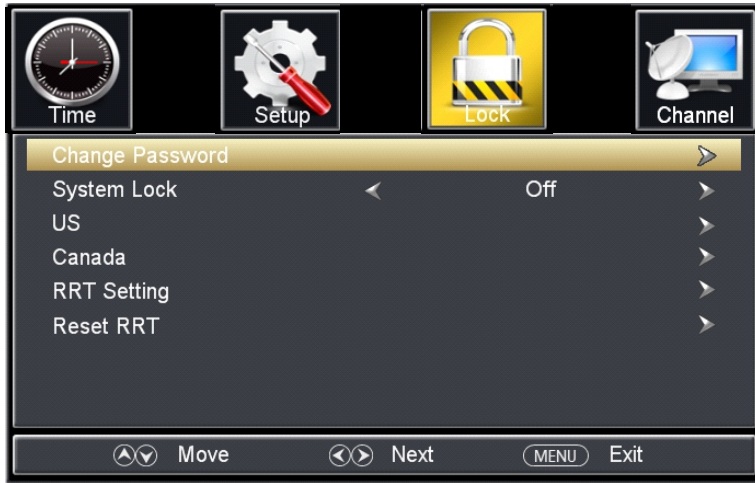 Time Setup Lock Channel
Change Password
System Lock Off
US
Canada
RRT Setting
Reset RRT
Move Next MENU Exit